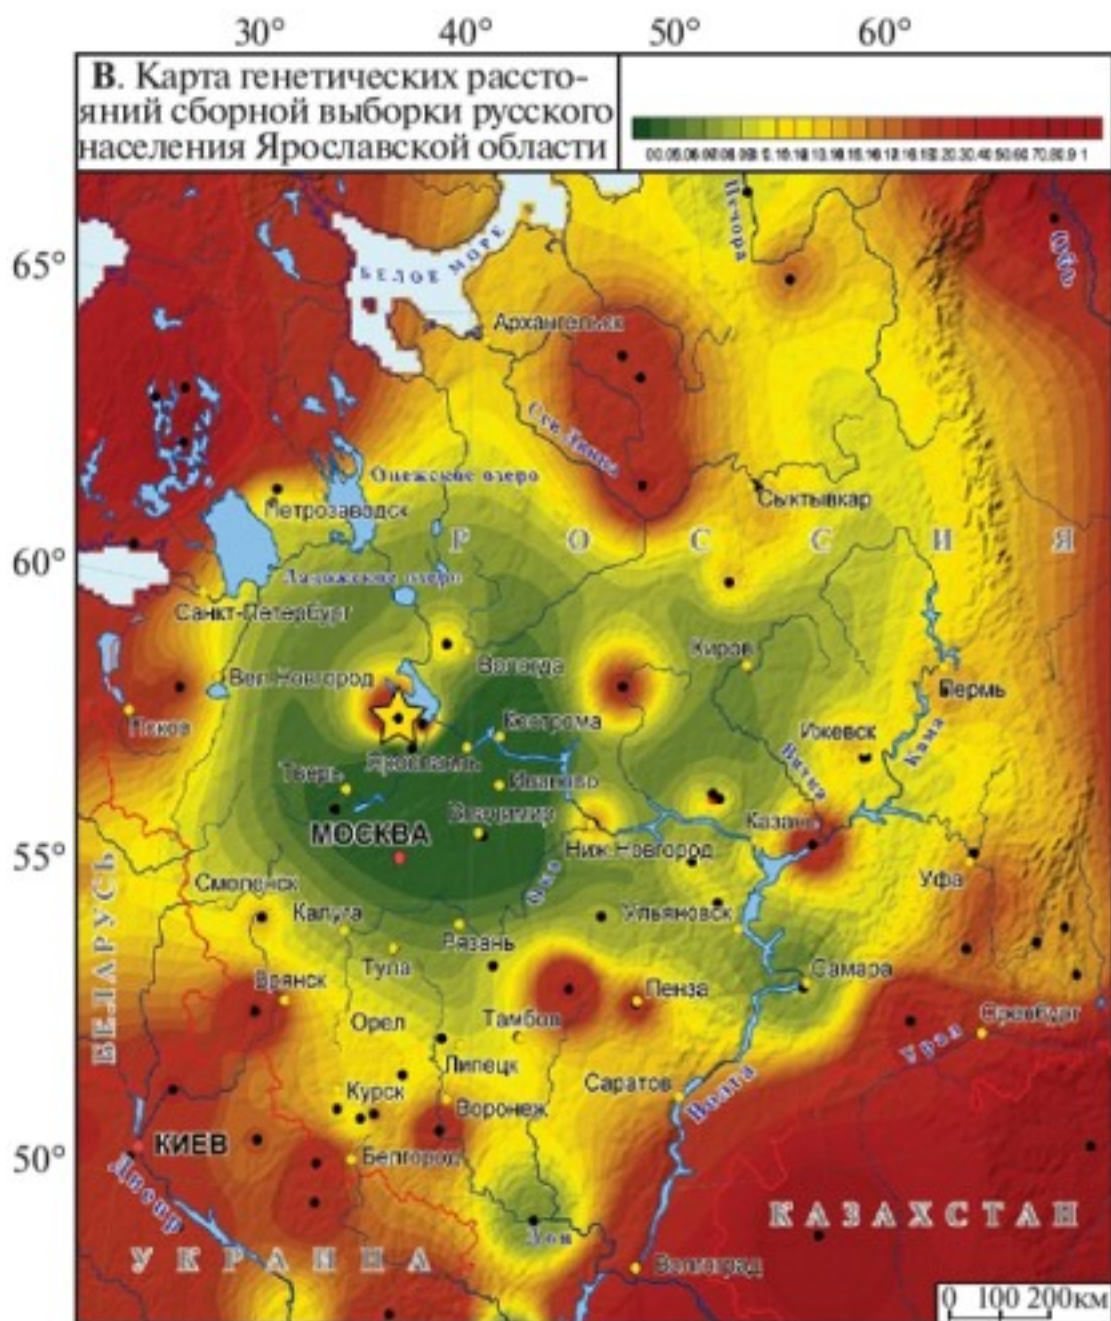 30° 40° 50° 60°
В. Карта генетических рассто-
яний сборной выборки русского
населения Ярославской области
65°
60°
55°
50°
Печора
Обь
БЕЛОЕ МОРЕ
Архангельск
Сев. Двина
Онежское озеро
Сыктывкар
Петрозаводск
РОССИЯ
Ладожское озеро
Санкт-Петербург
Вологда
Киров
Вел. Новгород
Пермь
Псков
Кострома
Ижевск
Кама
Ярославль
Тверь
Иваново
Вятка
Владимир
МОСКВА
Казань
Ниж. Новгород
Ока
Уфа
Смоленск
Калуга
Ульяновск
Рязань
БЕЛАРУСЬ
Тула
Самара
Брянск
Пенза
Орел
Тамбов
Оренбург
Урал
Липецк
Курск
Саратов
Волга
Воронеж
КИЕВ
Белгород
Днепр
КАЗАХСТАН
Дон
УКРАИНА
Волгоград
0 100 200км